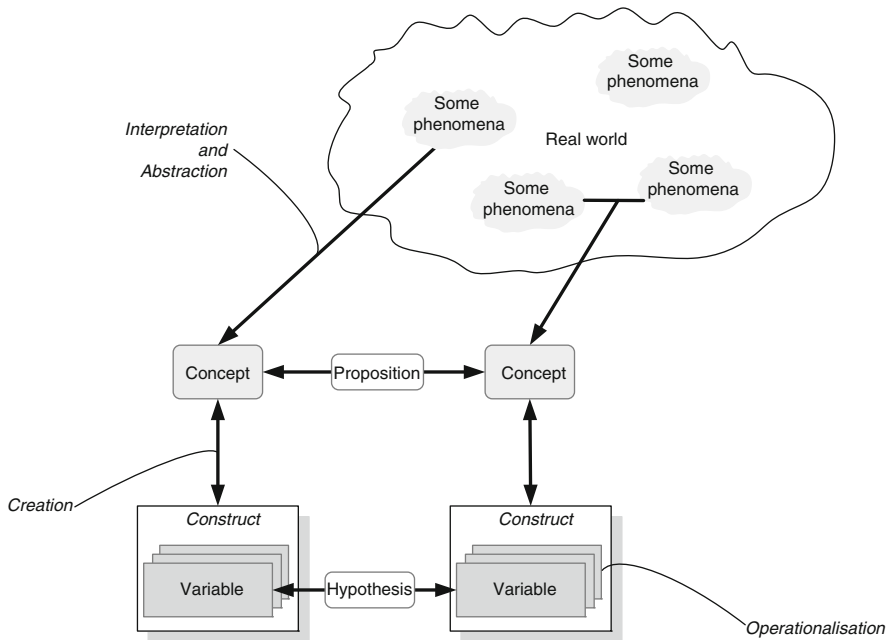 Some
phenomena
Some
phenomena
Interpretation
and
Abstraction
Real world
Some
phenomena
Some
phenomena
Concept
Proposition
Concept
Creation
Construct
Construct
Variable
Hypothesis
Variable
Operationalisation